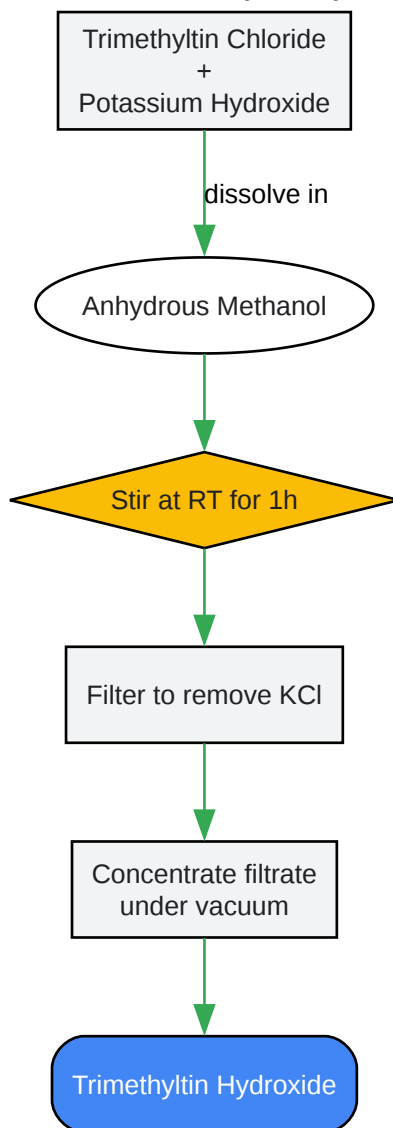 Trimethyltin Chloride
+
Potassium Hydroxide
dissolve in
Anhydrous Methanol
Stir at RT for 1h
Filter to remove KCl
Concentrate filtrate
under vacuum
Trimethyltin Hydroxide